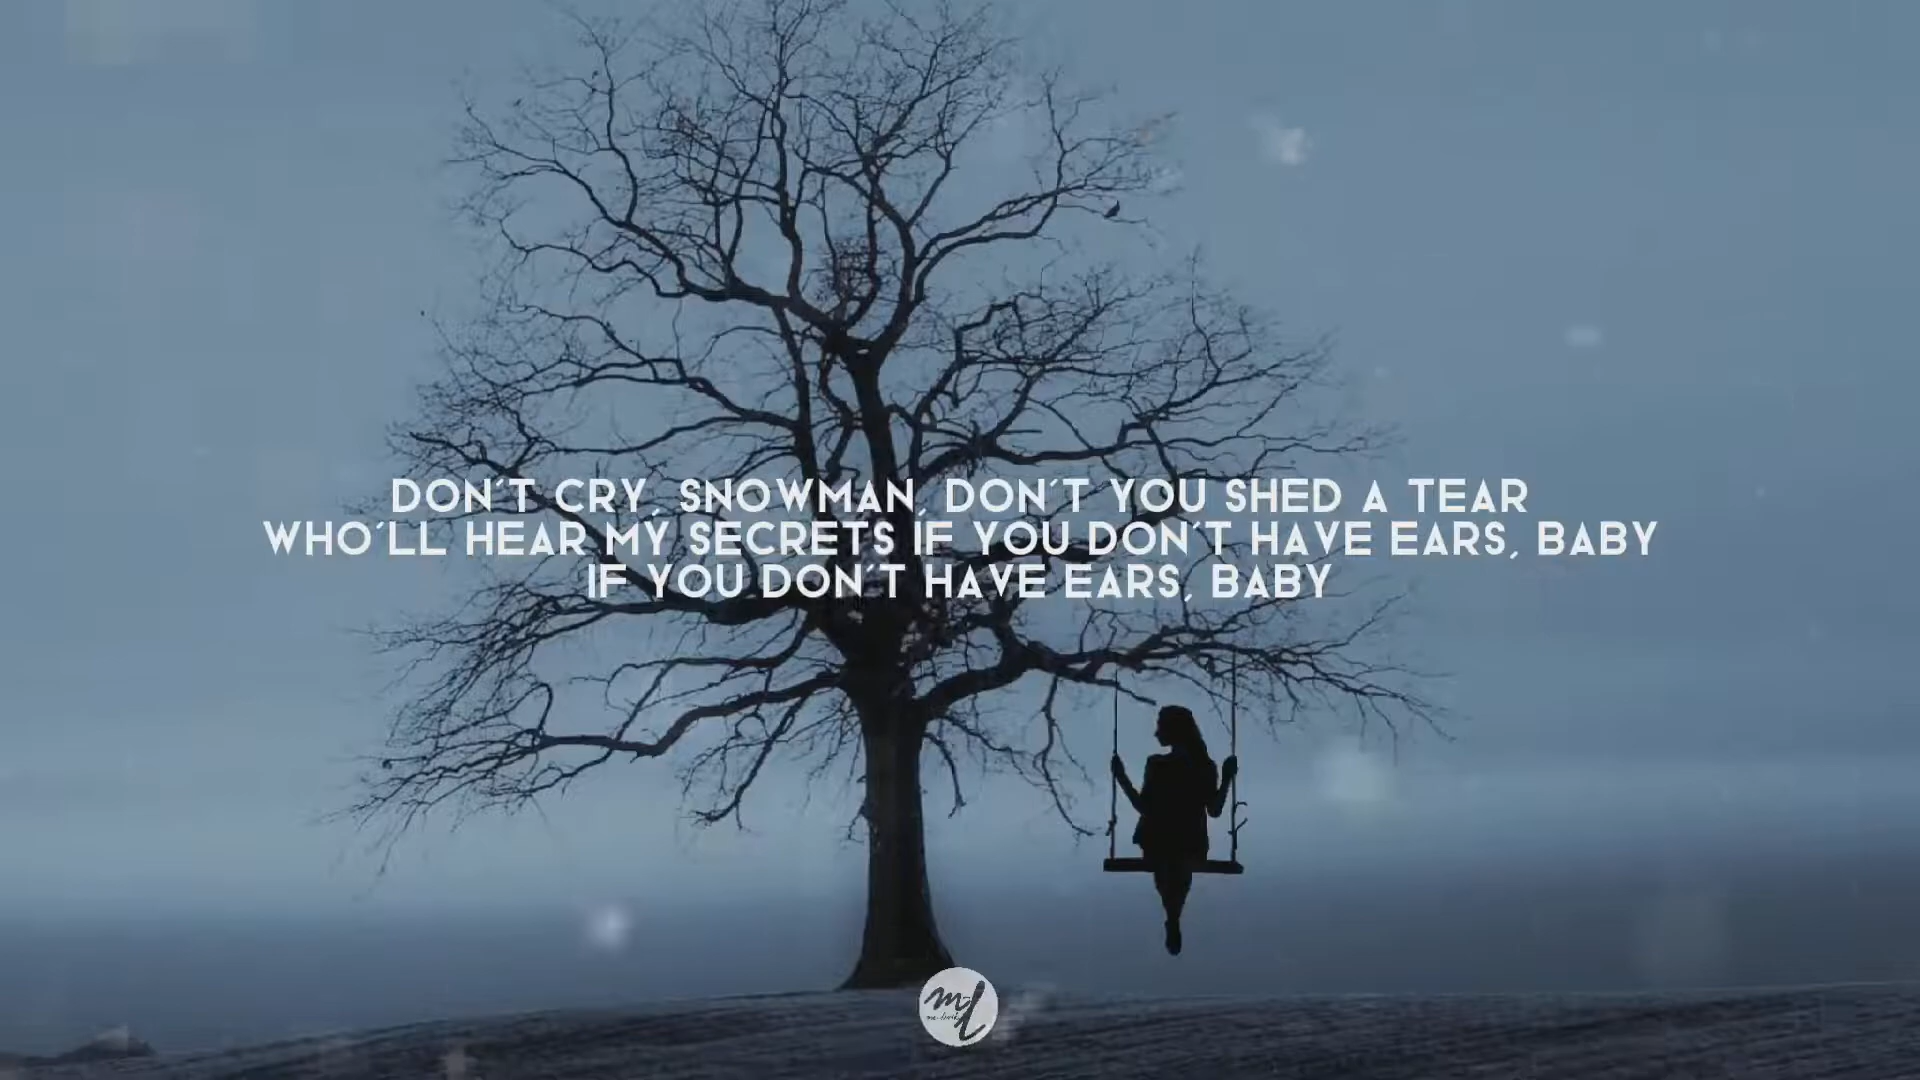 DON'T CRY, SNOWMAN, DON'T YOU SHED A TEAR
WHO'LL HEAR MY SECRETS IF YOU DON'T HAVE EARS, BABY
IF YOU DON'T HAVE EARS, BABY